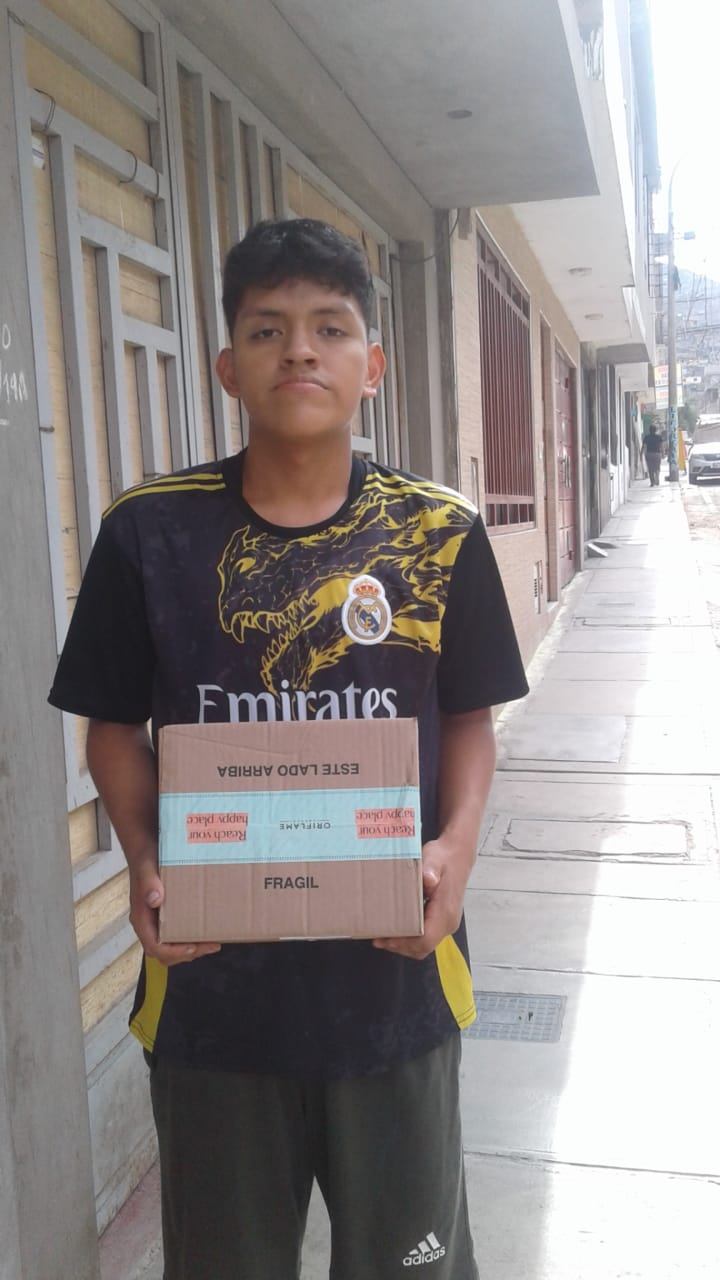 Emirates
ESTE LADO ARRIBA
Reach your
happy place
ORIFLAME
Reach your
happy place
FRAGIL
adidas